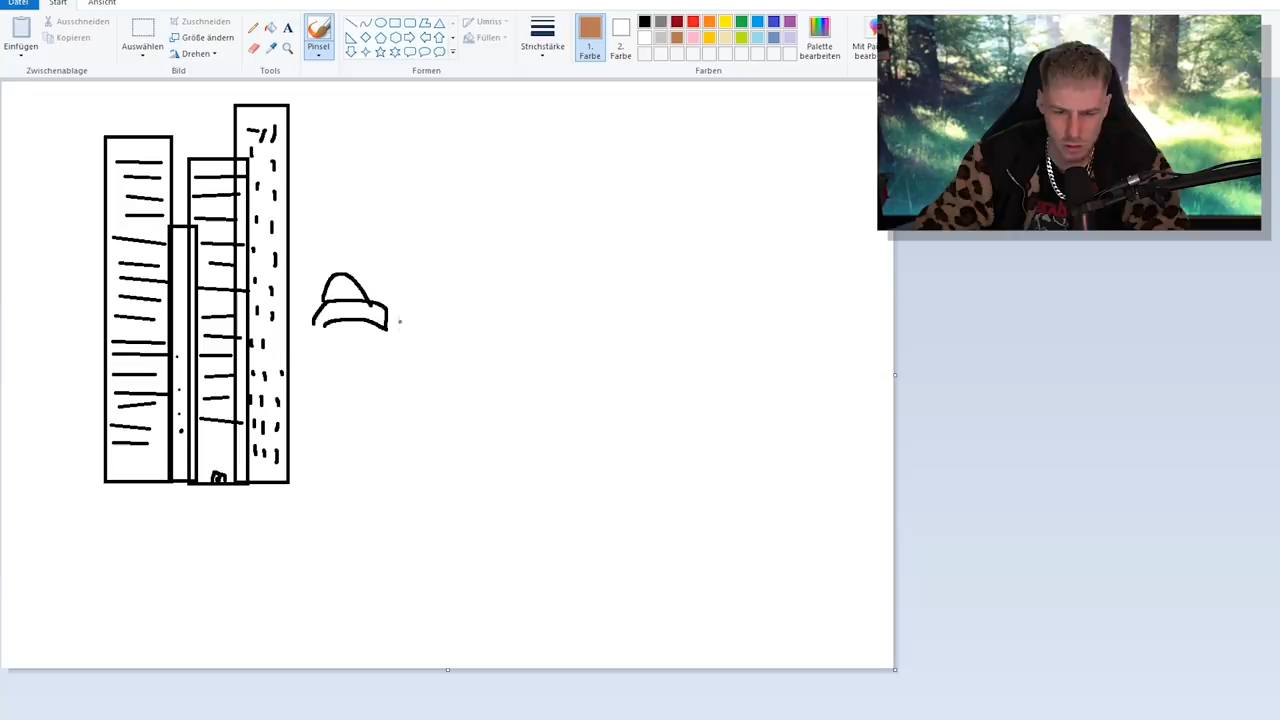 Datei Start Ansicht
Einfügen
Ausschneiden
Kopieren
Zwischenablage
Auswählen
Zuschneiden
Größe ändern
Drehen
Bild
A
Tools
Pinsel
Umriss
Füllen
Formen
Strichstärke
1.
Farbe
2.
Farbe
Palette
bearbeiten
Farben